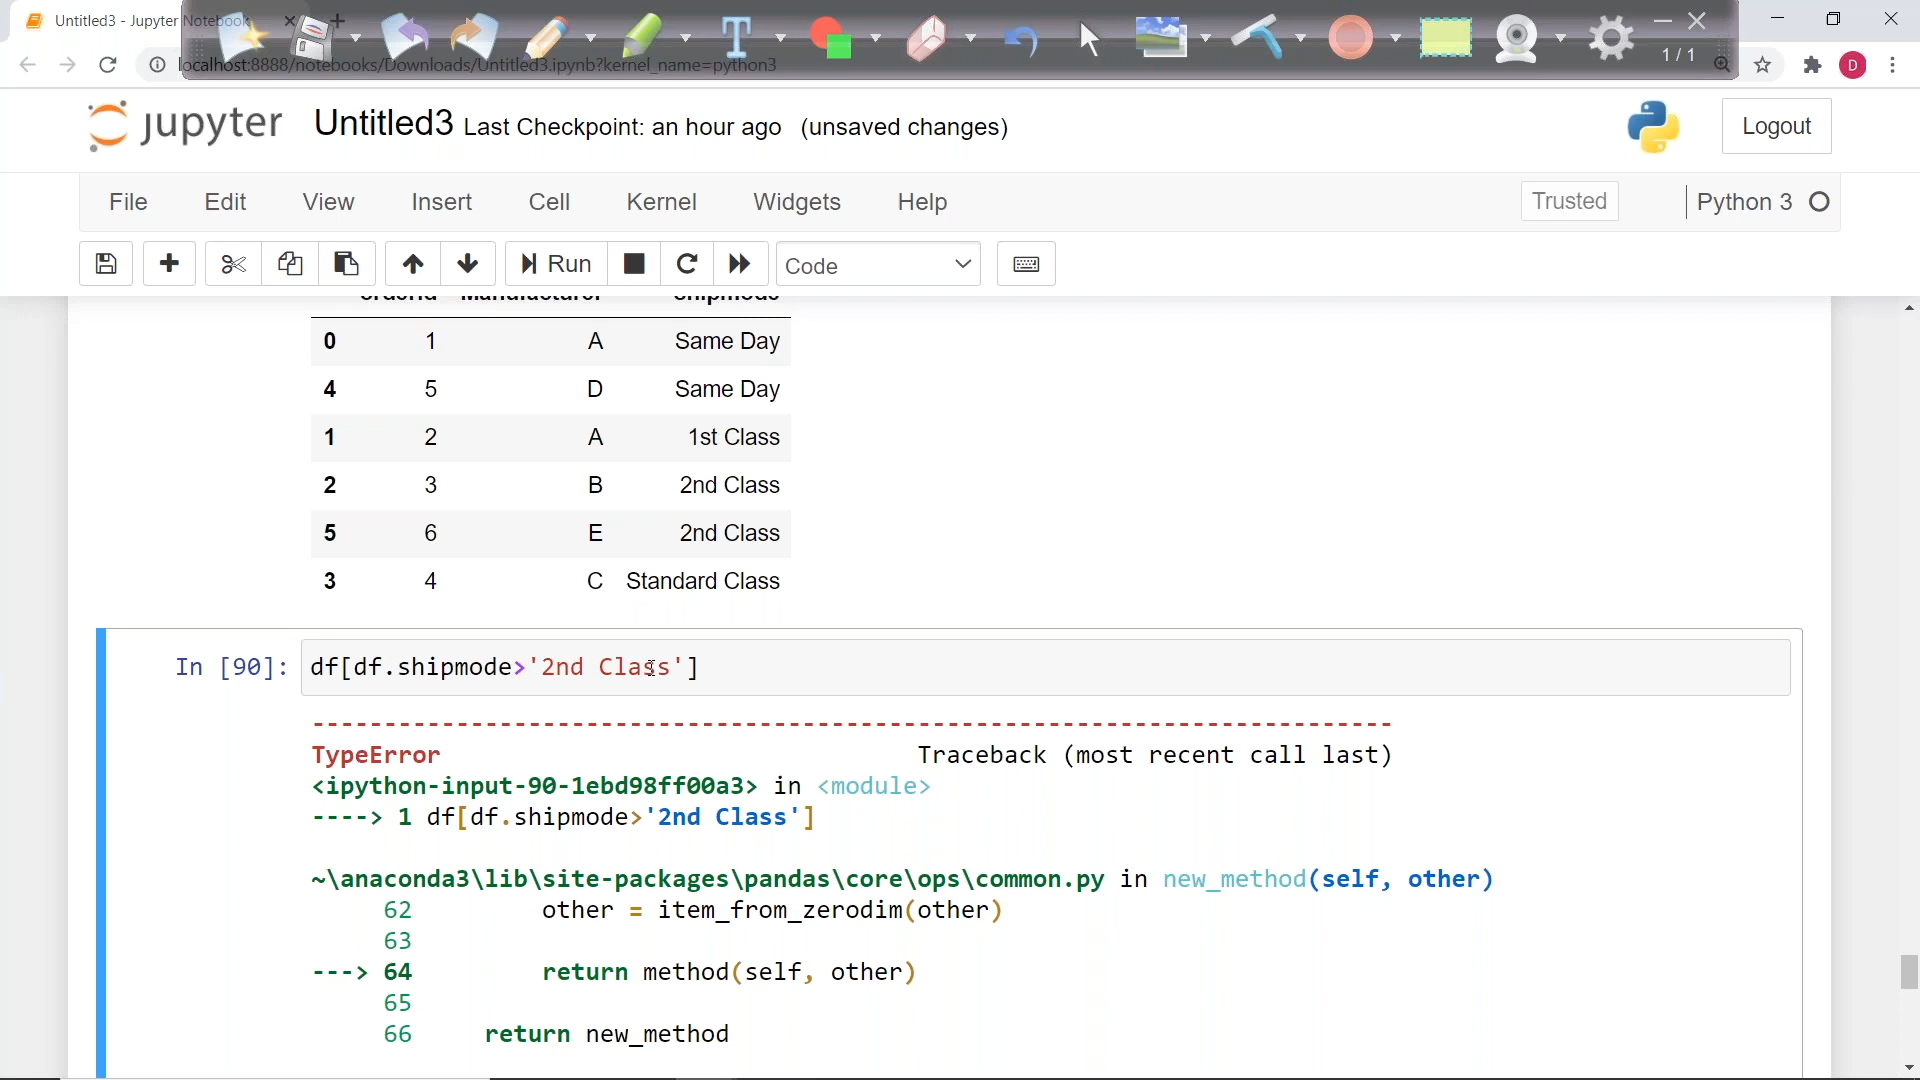 Untitled3 - Jupyter Notebook
localhost:8888/notebooks/Downloads/Untitled3.ipynb?kernel_name=python3
1 / 1
D
jupyter Untitled3 Last Checkpoint: an hour ago (unsaved changes)
Logout
File Edit View Insert Cell Kernel Widgets Help
Trusted
Python 3
Run
Code
orderid Manufacturer shipmode
0 1 A Same Day
4 5 D Same Day
1 2 A 1st Class
2 3 B 2nd Class
5 6 E 2nd Class
3 4 C Standard Class
In [90]: df[df.shipmode>'2nd Class']
---------------------------------------------------------------------------
TypeError Traceback (most recent call last)
<ipython-input-90-1ebd98ff00a3> in <module>
----> 1 df[df.shipmode>'2nd Class']
~\anaconda3\lib\site-packages\pandas\core\ops\common.py in new_method(self, other)
62 other = item_from_zerodim(other)
63
---> 64 return method(self, other)
65
66 return new_method